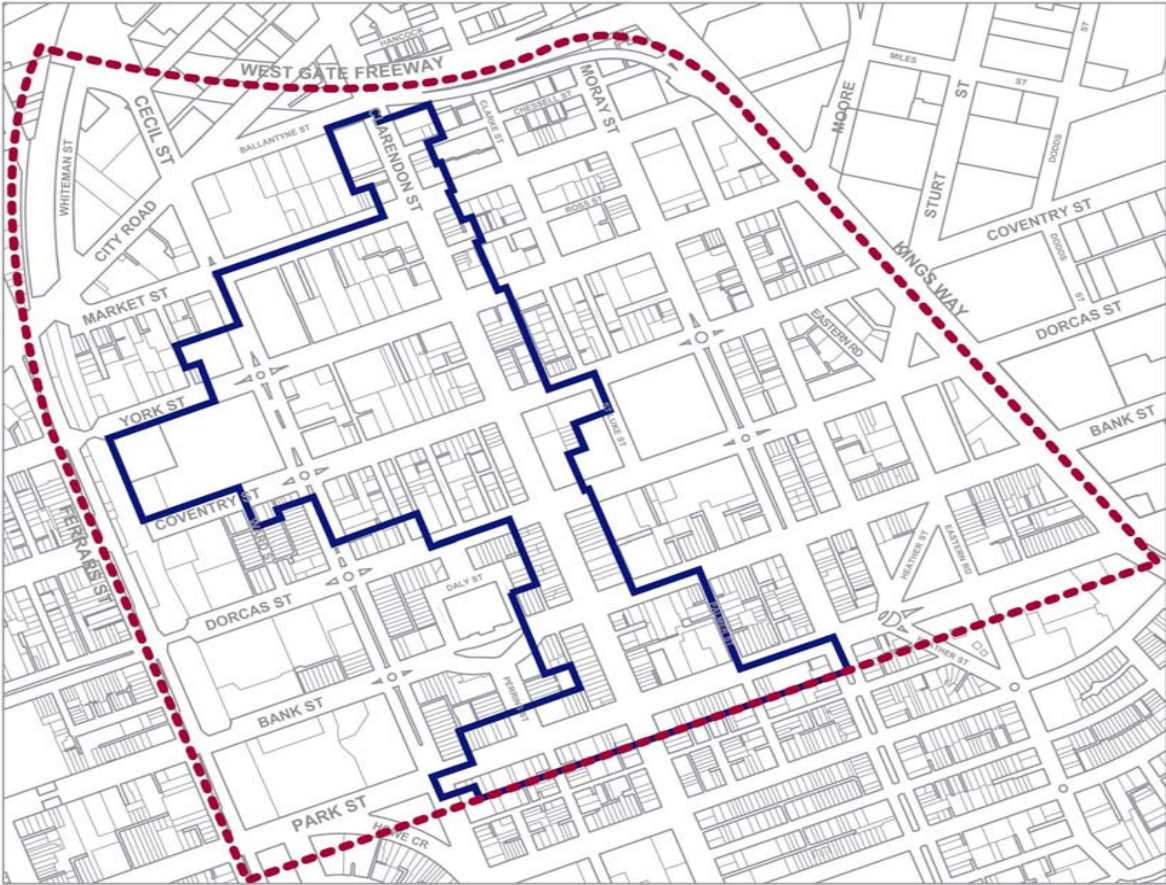 HANCOCK
WEST GATE FREEWAY
MORAY ST
MILES
ST
ST
ST
MOORE
CECIL ST
CLARENDON ST
CLARKE ST
CHESSELL ST
BALLANTYNE ST
WHITEMAN ST
DODDS
STURT
ROSS ST
COVENTRY ST
CITY ROAD
KINGS WAY
DODDS
ST
MARKET ST
DORCAS ST
EASTERN RD
YORK ST
BANK ST
LUKE ST
COVENTRY ST
FERRARS ST
HEATHER ST
EASTERN RD
DALY ST
DORCAS ST
PALMER ST
HEATHER ST
BANK ST
PERRINS ST
PARK ST
HOWE CR